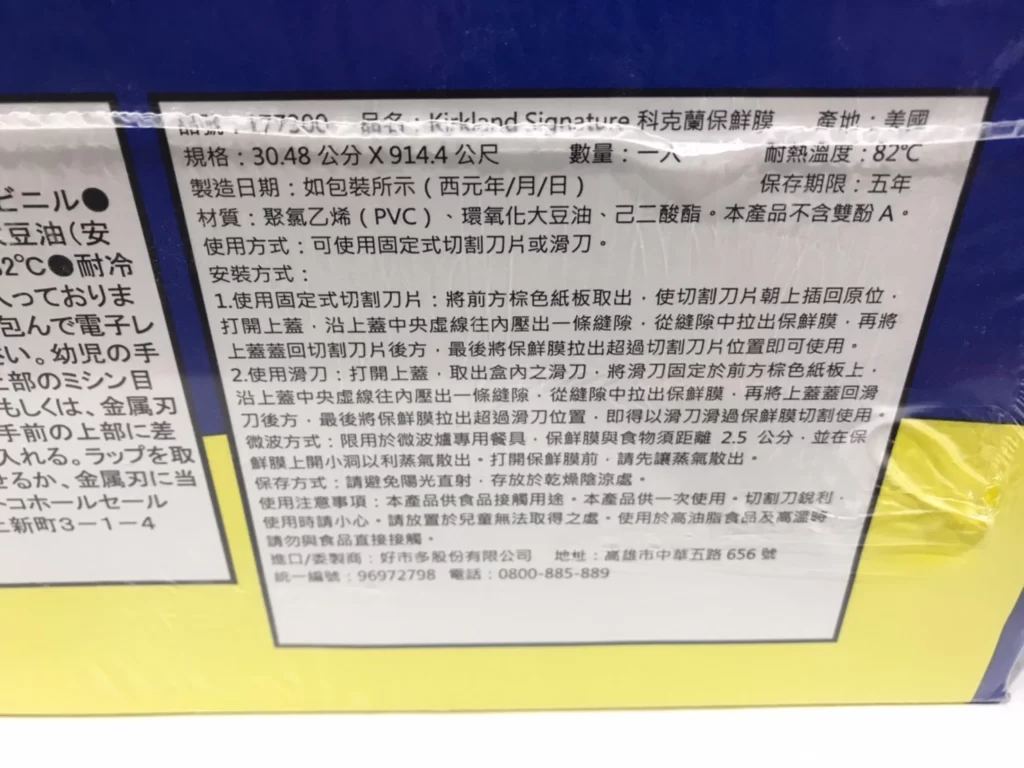 ビニル●
大豆油(安
82℃●耐冷
入っておりま
包んで電子レ
さい。幼児の手
上部のミシン目
もしくは、金属刃
手前の上部に差
入れる。ラップを取
せるか、金属刃に当
トコホールセール
上新町3-1-4
品號：177300 品名：Kirkland Signature 科克蘭保鮮膜 產地：美國
規格：30.48 公分 X 914.4 公尺 數量：一入 耐熱溫度：82℃
製造日期：如包裝所示(西元年/月/日) 保存期限：五年
材質：聚氯乙烯(PVC)、環氧化大豆油、己二酸酯。本產品不含雙酚 A。
使用方式：可使用固定式切割刀片或滑刀。
安裝方式：
1.使用固定式切割刀片：將前方棕色紙板取出，使切割刀片朝上插回原位，
打開上蓋，沿上蓋中央虛線往內壓出一條縫隙，從縫隙中拉出保鮮膜，再將
上蓋蓋回切割刀片後方，最後將保鮮膜拉出超過切割刀片位置即可使用。
2.使用滑刀：打開上蓋，取出盒內之滑刀，將滑刀固定於前方棕色紙板上，
沿上蓋中央虛線往內壓出一條縫隙，從縫隙中拉出保鮮膜，再將上蓋蓋回滑
刀後方，最後將保鮮膜拉出超過滑刀位置，即得以滑刀滑過保鮮膜切割使用。
微波方式：限用於微波爐專用餐具，保鮮膜與食物須距離 2.5 公分，並在保
鮮膜上開小洞以利蒸氣散出。打開保鮮膜前，請先讓蒸氣散出。
保存方式：請避免陽光直射，存放於乾燥陰涼處。
使用注意事項：本產品供食品接觸用途。本產品供一次使用。切割刀銳利，
使用時請小心。請放置於兒童無法取得之處。使用於高油脂食品及高溫時
請勿與食品直接接觸。
進口/委製商：好市多股份有限公司 地址：高雄市中華五路 656 號
統一編號：96972798 電話：0800-885-889